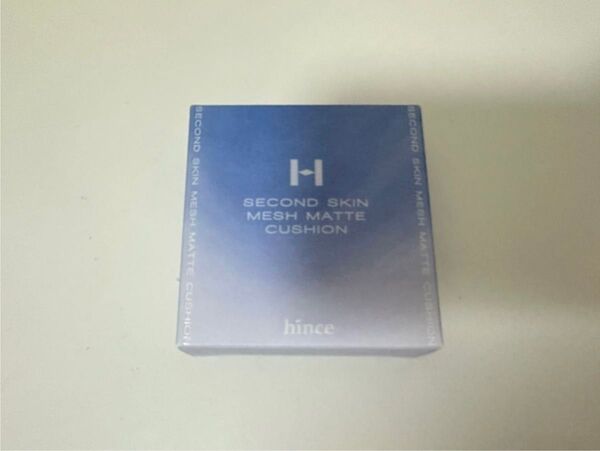 H
SECOND SKIN
MESH MATTE
CUSHION
hince
SECOND SKIN MESH MATTE CUSHION
SECOND SKIN MESH MATTE CUSHION